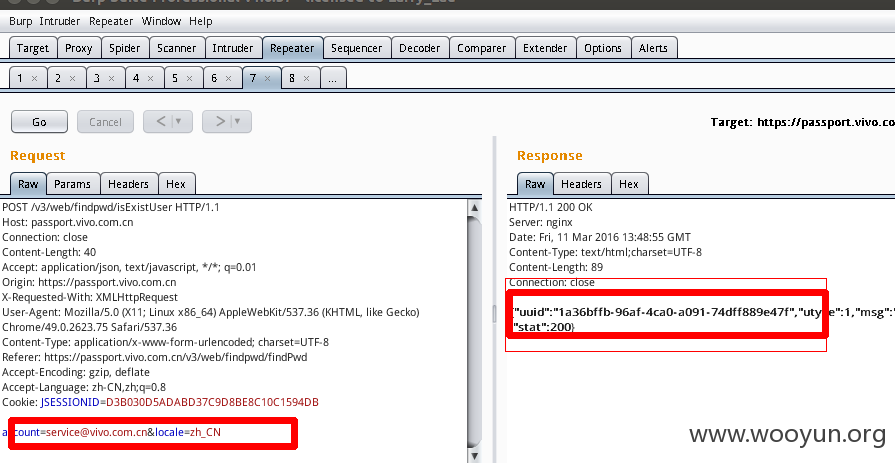 Burp Intruder Repeater Window Help
Target Proxy Spider Scanner Intruder Repeater Sequencer Decoder Comparer Extender Options Alerts
1 × 2 × 3 × 4 × 5 × 6 × 7 × 8 × ...
Go Cancel < > Target: https://passport.vivo.co
Request
Raw Params Headers Hex
POST /v3/web/findpwd/isExistUser HTTP/1.1
Host: passport.vivo.com.cn
Connection: close
Content-Length: 40
Accept: application/json, text/javascript, */*; q=0.01
Origin: https://passport.vivo.com.cn
X-Requested-With: XMLHttpRequest
User-Agent: Mozilla/5.0 (X11; Linux x86_64) AppleWebKit/537.36 (KHTML, like Gecko)
Chrome/49.0.2623.75 Safari/537.36
Content-Type: application/x-www-form-urlencoded; charset=UTF-8
Referer: https://passport.vivo.com.cn/v3/web/findpwd/findPwd
Accept-Encoding: gzip, deflate
Accept-Language: zh-CN,zh;q=0.8
Cookie: JSESSIONID=D3B030D5ADABD37C9D8BE8C10C1594DB
account=service@vivo.com.cn&locale=zh_CN
Response
Raw Headers Hex
HTTP/1.1 200 OK
Server: nginx
Date: Fri, 11 Mar 2016 13:48:55 GMT
Content-Type: text/html;charset=UTF-8
Content-Length: 89
Connection: close
{"uuid":"1a36bffb-96af-4ca0-a091-74dff889e47f","utype":1,"msg":"
"stat":200}
www.wooyun.org